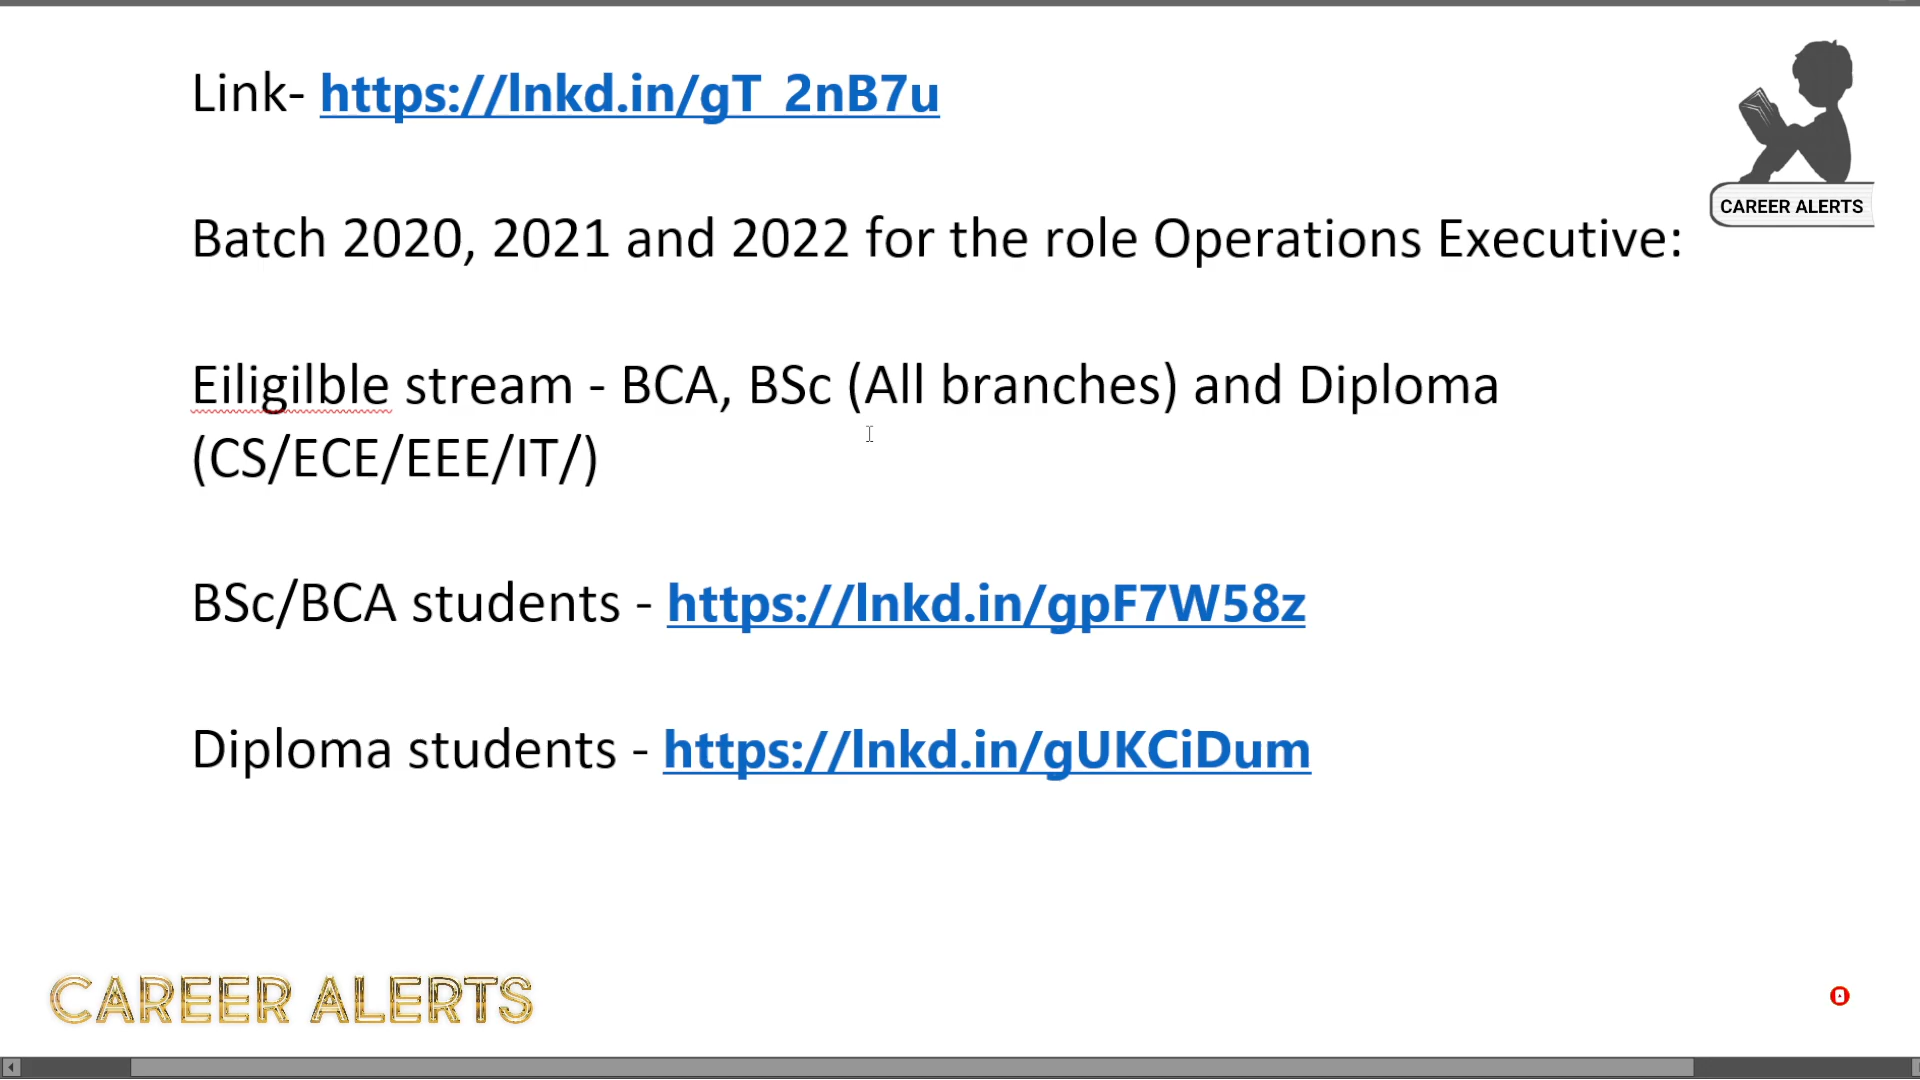 Link- https://lnkd.in/gT_2nB7u
CAREER ALERTS
Batch 2020, 2021 and 2022 for the role Operations Executive:
Eiligilble stream - BCA, BSc (All branches) and Diploma
(CS/ECE/EEE/IT/)
BSc/BCA students - https://lnkd.in/gpF7W58z
Diploma students - https://lnkd.in/gUKCiDum
CAREER ALERTS